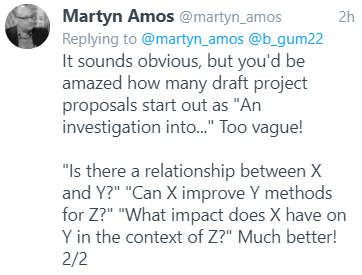 Martyn Amos @martyn_amos 2h
Replying to @martyn_amos @b_gum22
It sounds obvious, but you'd be
amazed how many draft project
proposals start out as "An
investigation into..." Too vague!
"Is there a relationship between X
and Y?" "Can X improve Y methods
for Z?" "What impact does X have on
Y in the context of Z?" Much better!
2/2